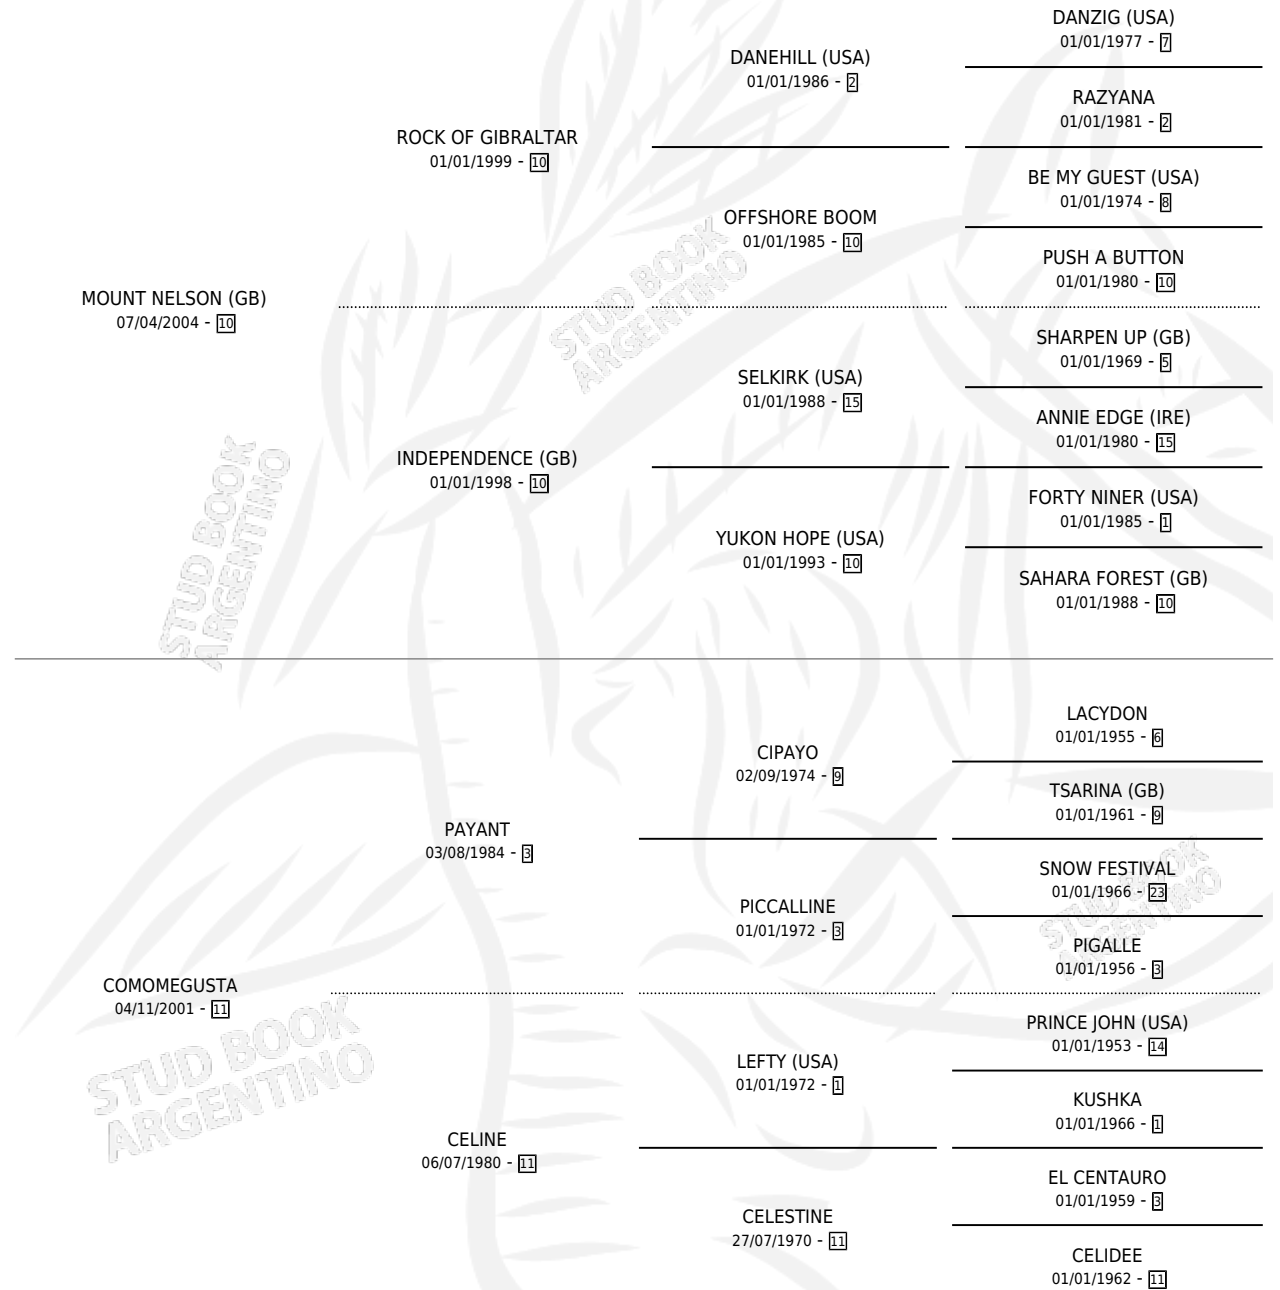 DANZIG (USA)
01/01/1977 - 7
DANEHILL (USA)
01/01/1986 - 2
RAZYANA
01/01/1981 - 2
ROCK OF GIBRALTAR
01/01/1999 - 10
BE MY GUEST (USA)
01/01/1974 - 8
OFFSHORE BOOM
01/01/1985 - 10
PUSH A BUTTON
01/01/1980 - 10
MOUNT NELSON (GB)
07/04/2004 - 10
STUD BOOK
ARGENTINO
SHARPEN UP (GB)
01/01/1969 - 5
SELKIRK (USA)
01/01/1988 - 15
ANNIE EDGE (IRE)
01/01/1980 - 15
INDEPENDENCE (GB)
01/01/1998 - 10
FORTY NINER (USA)
01/01/1985 - 1
YUKON HOPE (USA)
01/01/1993 - 10
SAHARA FOREST (GB)
01/01/1988 - 10
STUD BOOK
ARGENTINO
LACYDON
01/01/1955 - 6
CIPAYO
02/09/1974 - 9
TSARINA (GB)
01/01/1961 - 9
PAYANT
03/08/1984 - 3
SNOW FESTIVAL
01/01/1966 - 23
PICCALLINE
01/01/1972 - 3
PIGALLE
01/01/1956 - 3
STUD BOOK
ARGENTINO
COMOMEGUSTA
04/11/2001 - 11
PRINCE JOHN (USA)
01/01/1953 - 14
LEFTY (USA)
01/01/1972 - 1
KUSHKA
01/01/1966 - 1
STUD BOOK
ARGENTINO
CELINE
06/07/1980 - 11
EL CENTAURO
01/01/1959 - 3
CELESTINE
27/07/1970 - 11
CELIDEE
01/01/1962 - 11